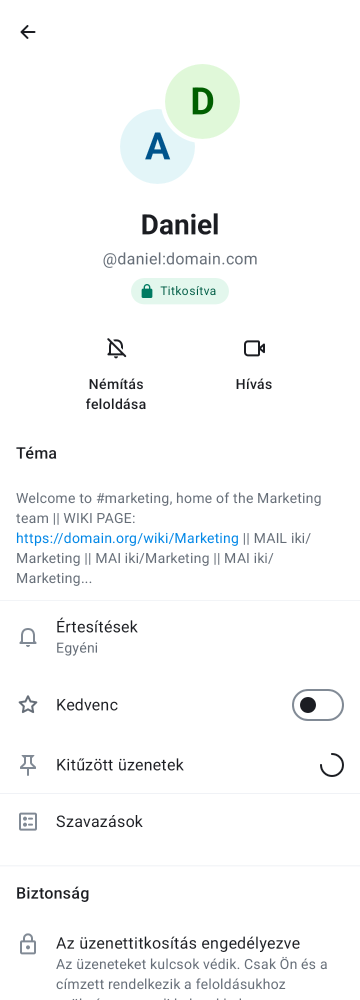 D
A
Daniel
@daniel:domain.com
Titkosítva
Némítás
feloldása
Hívás
Téma
Welcome to #marketing, home of the Marketing
team || WIKI PAGE:
https://domain.org/wiki/Marketing || MAIL iki/
Marketing || MAI iki/Marketing || MAI iki/
Marketing...
Értesítések
Egyéni
Kedvenc
Kitűzött üzenetek
Szavazások
Biztonság
Az üzenettitkosítás engedélyezve
Az üzeneteket kulcsok védik. Csak Ön és a
címzett rendelkezik a feloldásukhoz